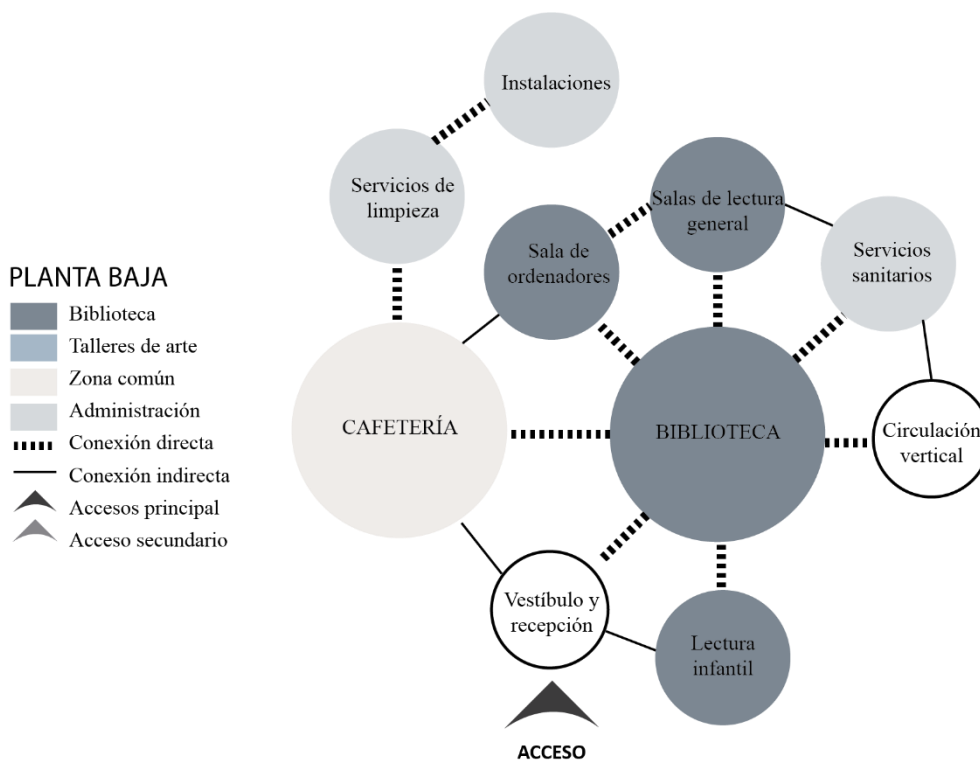 Instalaciones
Servicios de
limpieza
Salas de lectura
general
Sala de
ordenadores
Servicios
sanitarios
PLANTA BAJA
Biblioteca
Talleres de arte
Zona común
Administración
Conexión directa
Conexión indirecta
Accesos principal
Acceso secundario
CAFETERÍA
BIBLIOTECA
Circulación
vertical
Vestíbulo y
recepción
Lectura
infantil
ACCESO